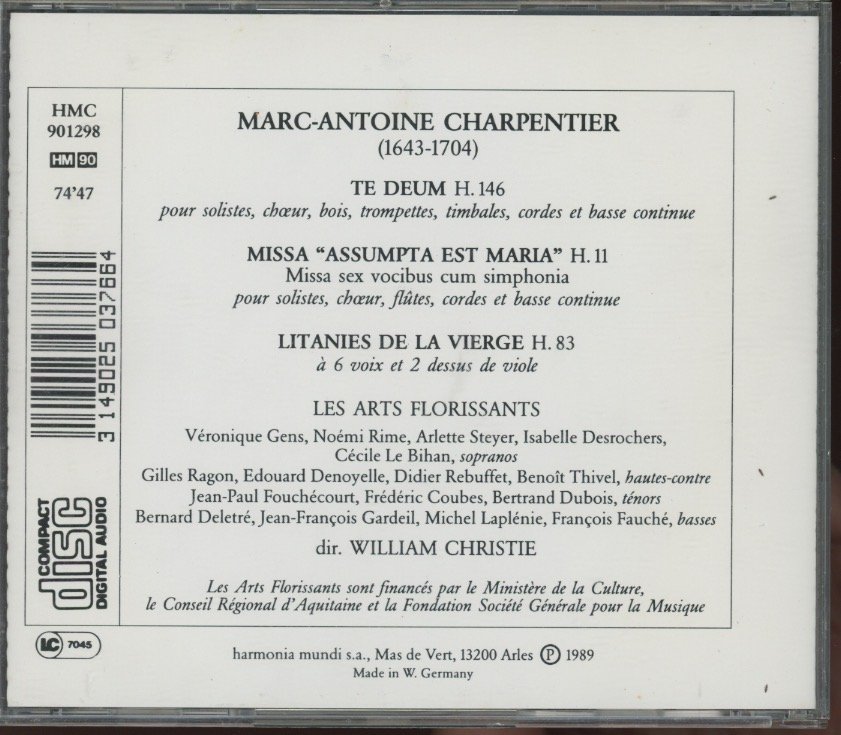 HMC
901298
HM 90
74'47
3 149025 037664
COMPACT
disc
DIGITAL AUDIO
LC 7045
MARC-ANTOINE CHARPENTIER
(1643-1704)
TE DEUM H. 146
pour solistes, chœur, bois, trompettes, timbales, cordes et basse continue
MISSA “ASSUMPTA EST MARIA” H. 11
Missa sex vocibus cum simphonia
pour solistes, chœur, flûtes, cordes et basse continue
LITANIES DE LA VIERGE H. 83
à 6 voix et 2 dessus de viole
LES ARTS FLORISSANTS
Véronique Gens, Noémi Rime, Arlette Steyer, Isabelle Desrochers,
Cécile Le Bihan, sopranos
Gilles Ragon, Edouard Denoyelle, Didier Rebuffet, Benoît Thivel, hautes-contre
Jean-Paul Fouchécourt, Frédéric Coubes, Bertrand Dubois, ténors
Bernard Deletré, Jean-François Gardeil, Michel Laplénie, François Fauché, basses
dir. WILLIAM CHRISTIE
Les Arts Florissants sont financés par le Ministère de la Culture,
le Conseil Régional d'Aquitaine et la Fondation Société Générale pour la Musique
harmonia mundi s.a., Mas de Vert, 13200 Arles Ⓟ 1989
Made in W. Germany